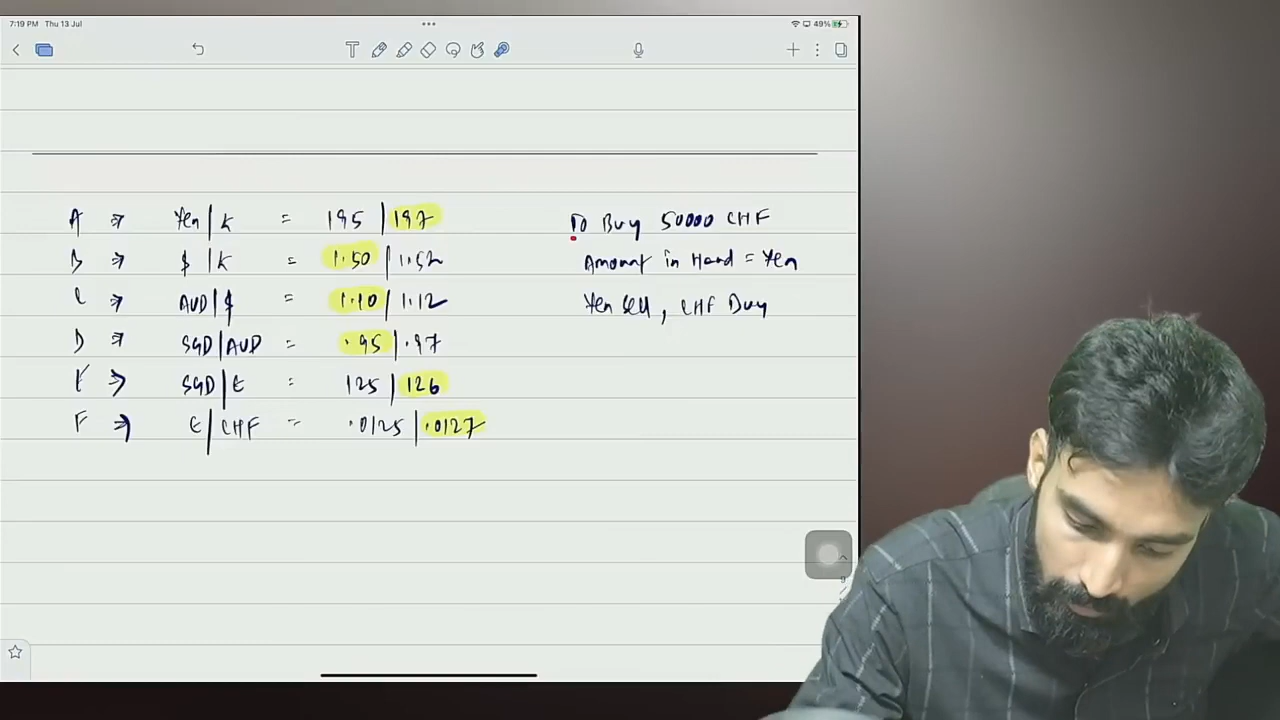 7:19 PM Thu 13 Jul
49%
A ⇒ Yen | K = 195 | 197
B ⇒ $ | K = 1.50 | 1.52
C ⇒ AUD | $ = 1.10 | 1.12
D ⇒ SGD | AUD = .95 | .97
E ⇒ SGD | € = 125 | 126
F ⇒ € | CHF = .0125 | .0127
To Buy 50000 CHF
Amount in Hand = Yen
Yen Sell, CHF Buy